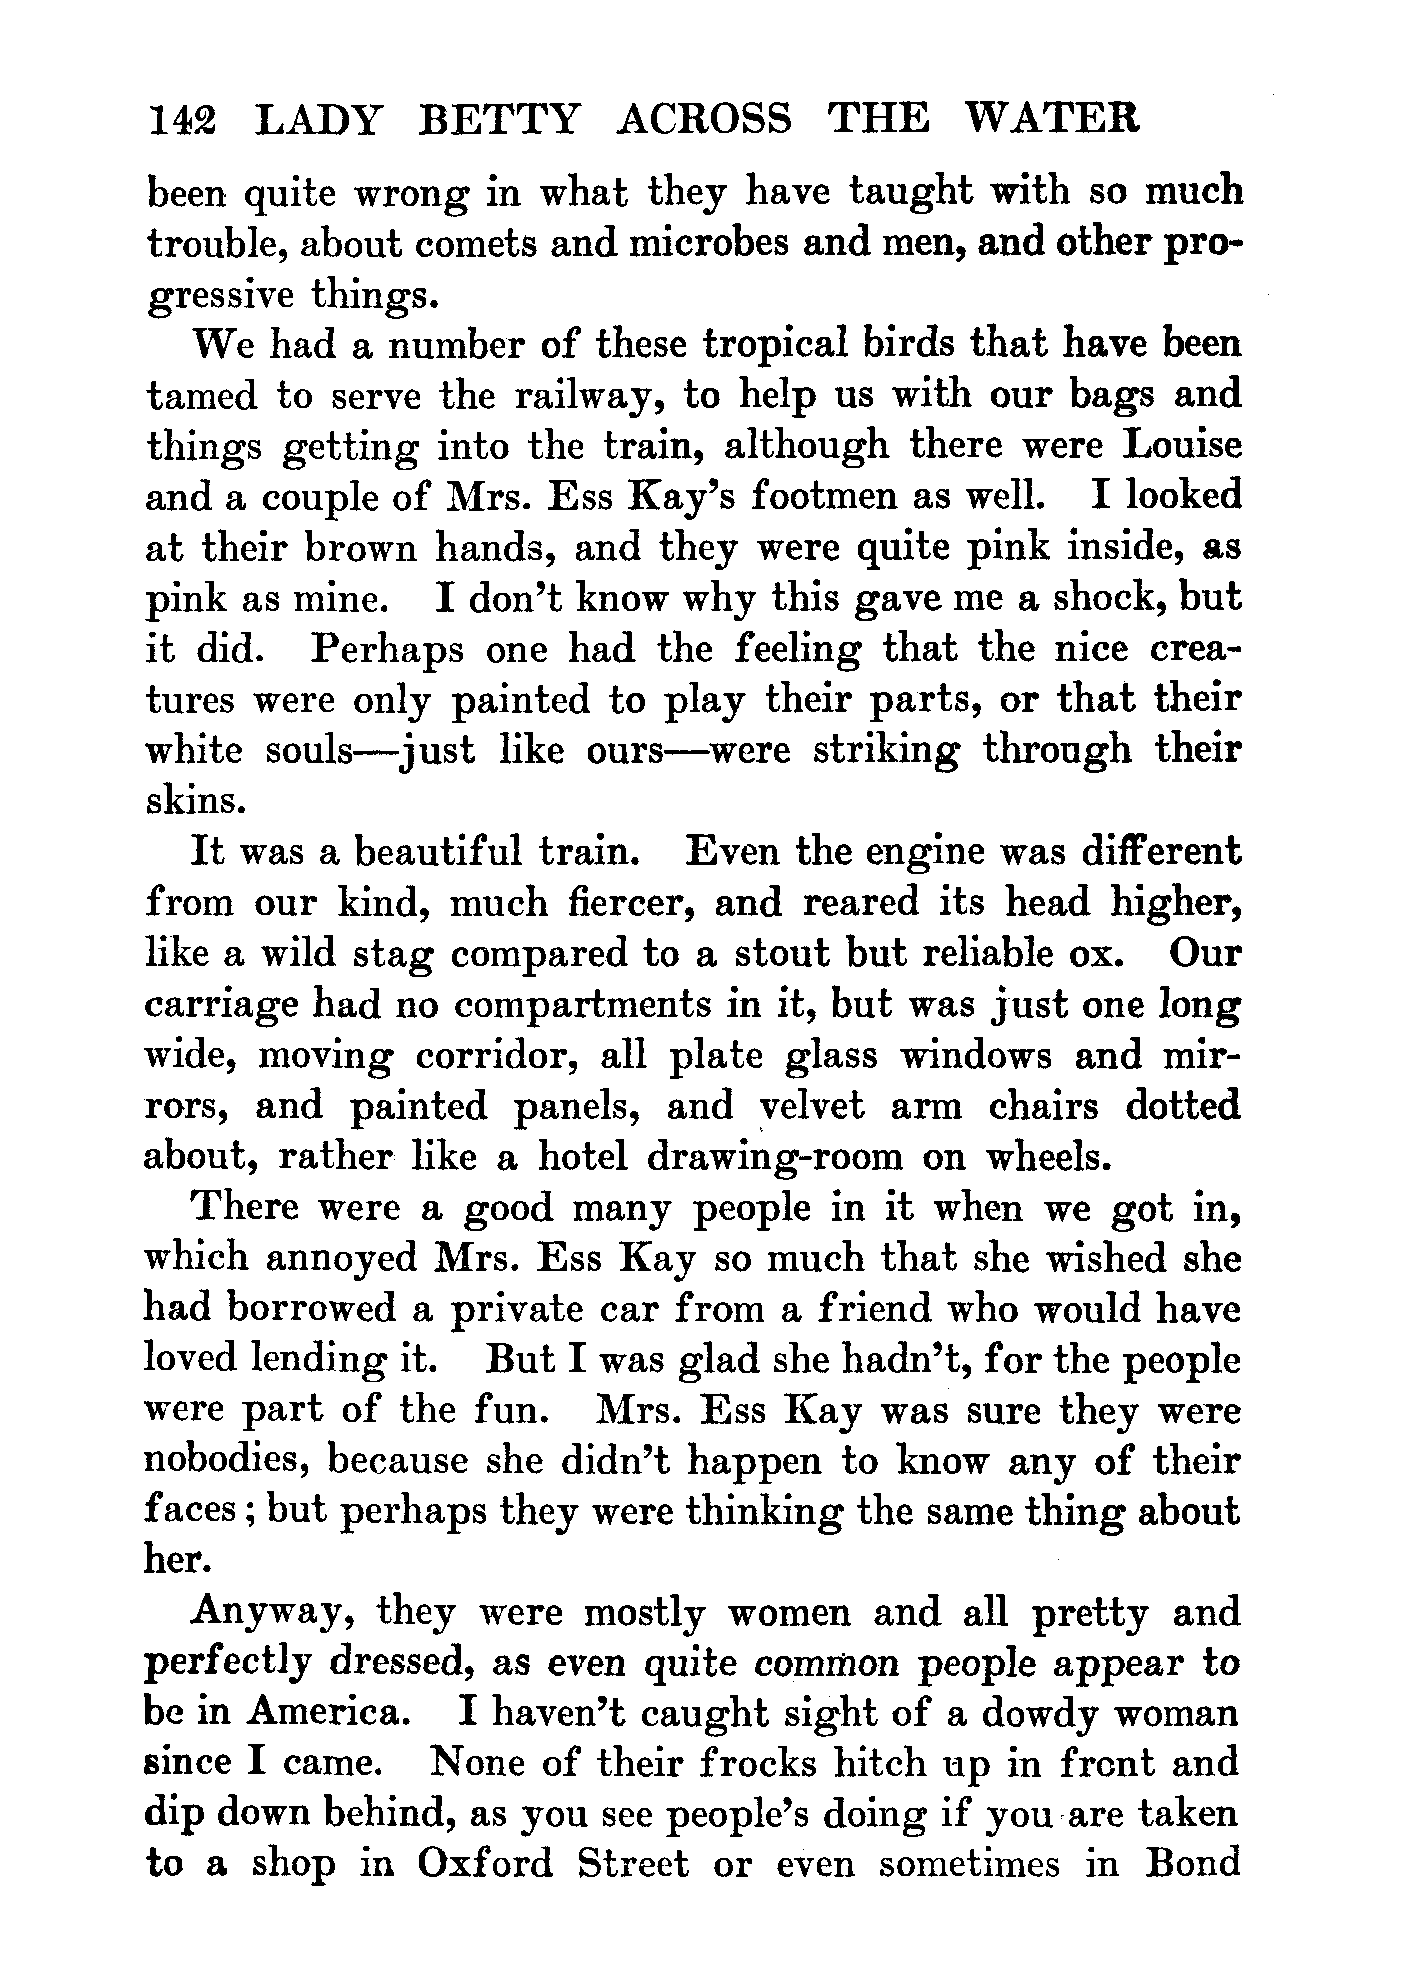 142 LADY BETTY ACROSS THE WATER
been quite wrong in what they have taught with so much
trouble, about comets and microbes and men, and other pro-
gressive things.
We had a number of these tropical birds that have been
tamed to serve the railway, to help us with our bags and
things getting into the train, although there were Louise
and a couple of Mrs. Ess Kay's footmen as well. I looked
at their brown hands, and they were quite pink inside, as
pink as mine. I don't know why this gave me a shock, but
it did. Perhaps one had the feeling that the nice crea-
tures were only painted to play their parts, or that their
white souls—just like ours—were striking through their
skins.
It was a beautiful train. Even the engine was different
from our kind, much fiercer, and reared its head higher,
like a wild stag compared to a stout but reliable ox. Our
carriage had no compartments in it, but was just one long
wide, moving corridor, all plate glass windows and mir-
rors, and painted panels, and velvet arm chairs dotted
about, rather like a hotel drawing-room on wheels.
There were a good many people in it when we got in,
which annoyed Mrs. Ess Kay so much that she wished she
had borrowed a private car from a friend who would have
loved lending it. But I was glad she hadn't, for the people
were part of the fun. Mrs. Ess Kay was sure they were
nobodies, because she didn't happen to know any of their
faces; but perhaps they were thinking the same thing about
her.
Anyway, they were mostly women and all pretty and
perfectly dressed, as even quite common people appear to
be in America. I haven't caught sight of a dowdy woman
since I came. None of their frocks hitch up in front and
dip down behind, as you see people's doing if you are taken
to a shop in Oxford Street or even sometimes in Bond